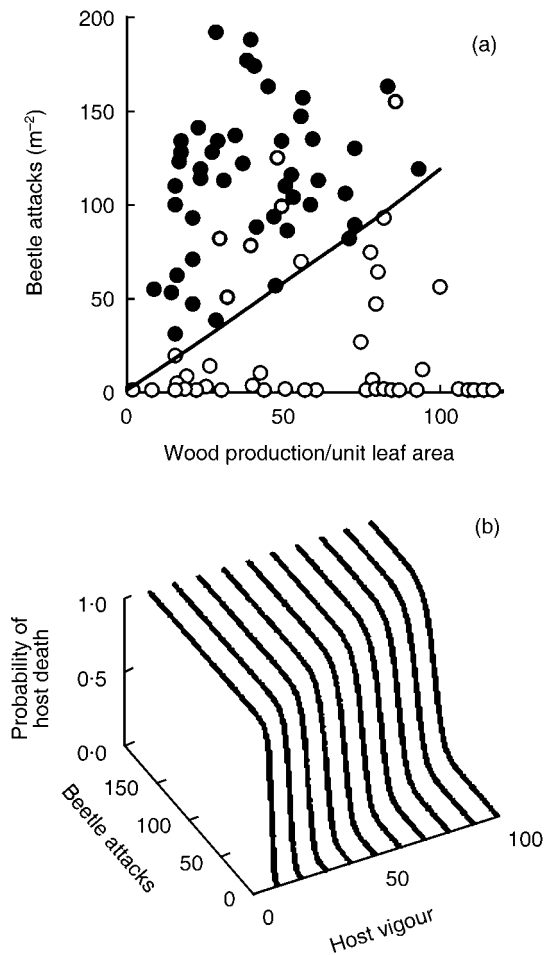 (a)
200
150
100
50
0
Beetle attacks (m⁻²)
0
50
100
Wood production/unit leaf area
(b)
1·0
0·5
0·0
Probability of
host death
150
100
50
0
Beetle attacks
0
50
100
Host vigour